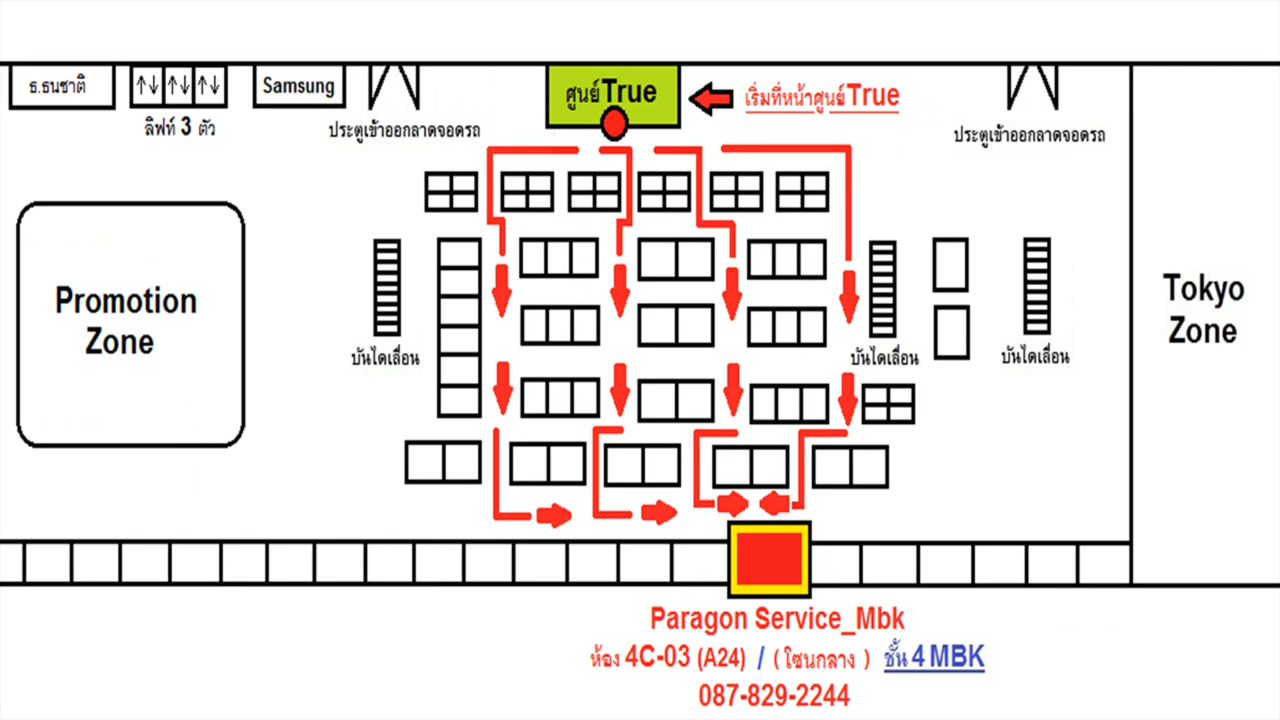 ธ.ธนชาติ
ลิฟท์ 3 ตัว
Samsung
ประตูเข้าออกลาดจอดรถ
ศูนย์True
เริ่มที่หน้าศูนย์True
ประตูเข้าออกลาดจอดรถ
Promotion
Zone
บันไดเลื่อน
บันไดเลื่อน
บันไดเลื่อน
Tokyo
Zone
Paragon Service_Mbk
ห้อง 4C-03 (A24) / ( โซนกลาง ) ชั้น 4 MBK
087-829-2244